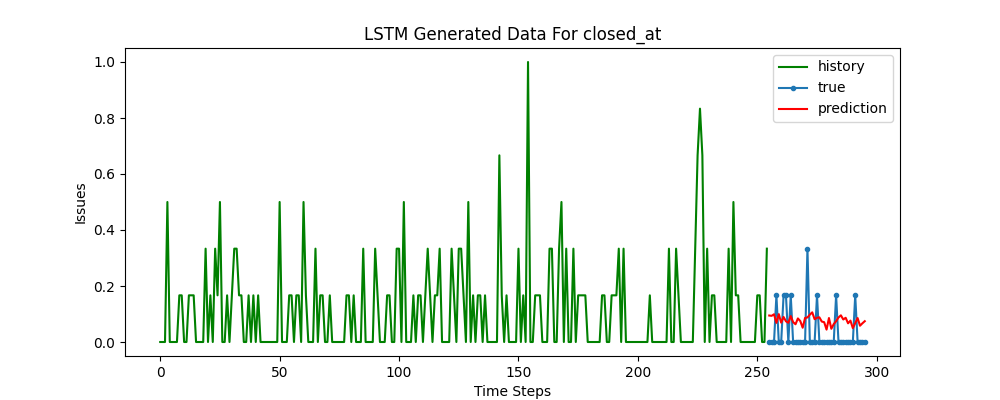 LSTM Generated Data For closed_at
history
true
prediction
Issues
1.0
0.8
0.6
0.4
0.2
0.0
0 50 100 150 200 250 300
Time Steps